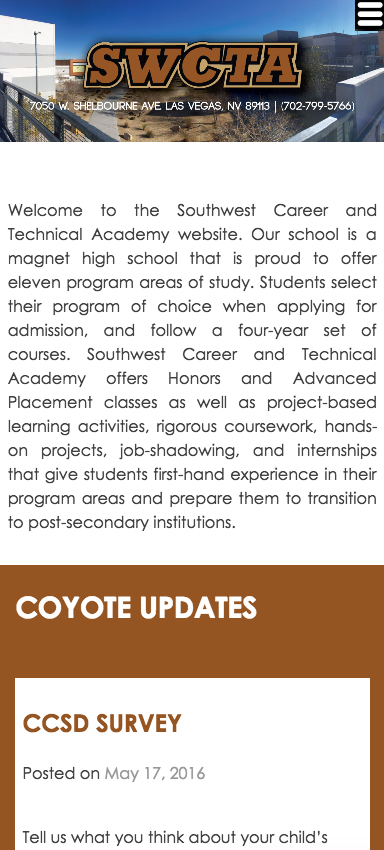 SWCTA
7050 W. SHELBOURNE AVE. LAS VEGAS, NV 89113 | (702-799-5766)
Welcome to the Southwest Career and
Technical Academy website. Our school is a
magnet high school that is proud to offer
eleven program areas of study. Students select
their program of choice when applying for
admission, and follow a four-year set of
courses. Southwest Career and Technical
Academy offers Honors and Advanced
Placement classes as well as project-based
learning activities, rigorous coursework, hands-
on projects, job-shadowing, and internships
that give students first-hand experience in their
program areas and prepare them to transition
to post-secondary institutions.
COYOTE UPDATES
CCSD SURVEY
Posted on May 17, 2016
Tell us what you think about your child's